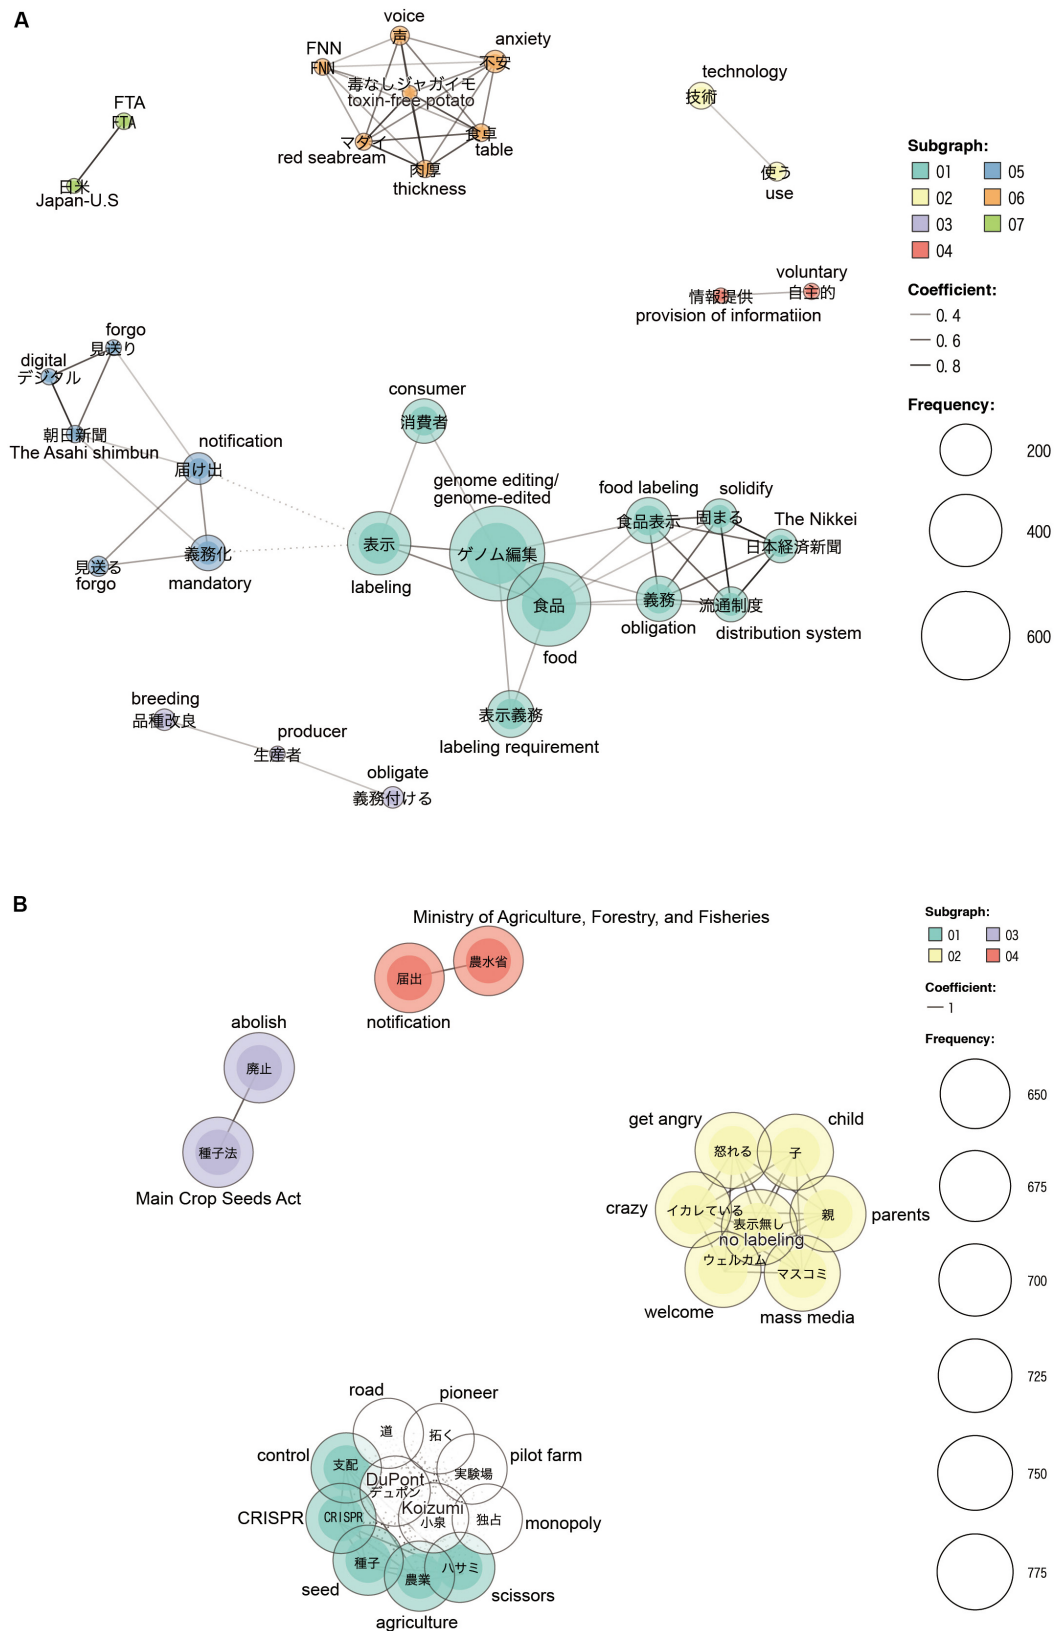 A
voice
声
FNN
FNN
anxiety
不安
毒なしジャガイモ
toxin-free potato
マダイ
red seabream
食卓
table
肉厚
thickness
FTA
FTA
日米
Japan-U.S
technology
技術
使う
use
voluntary
自主的
情報提供
provision of informatiion
Subgraph:
01 05
02 06
03 07
04
Coefficient:
0. 4
0. 6
0. 8
Frequency:
200
400
600
forgo
見送り
digital
デジタル
朝日新聞
The Asahi shimbun
notification
届け出
見送る
forgo
義務化
mandatory
consumer
消費者
genome editing/
genome-edited
ゲノム編集
表示
labeling
食品
food
food labeling
食品表示
solidify
固まる
The Nikkei
日本経済新聞
義務
obligation
流通制度
distribution system
表示義務
labeling requirement
breeding
品種改良
producer
生産者
obligate
義務付ける
B
Ministry of Agriculture, Forestry, and Fisheries
農水省
届出
notification
abolish
廃止
種子法
Main Crop Seeds Act
get angry
怒れる
child
子
crazy
イカレている
表示無し
no labeling
親
parents
ウェルカム
welcome
マスコミ
mass media
road
道
pioneer
拓く
control
支配
pilot farm
実験場
DuPont
デュポン
Koizumi
小泉
CRISPR
CRISPR
独占
monopoly
種子
seed
農業
agriculture
ハサミ
scissors
Subgraph:
01 03
02 04
Coefficient:
1
Frequency:
650
675
700
725
750
775